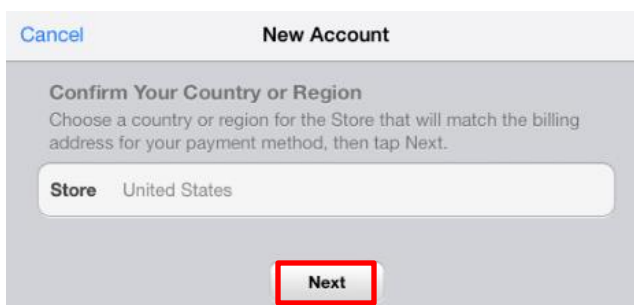 Cancel New Account
Confirm Your Country or Region
Choose a country or region for the Store that will match the billing
address for your payment method, then tap Next.
Store United States
Next